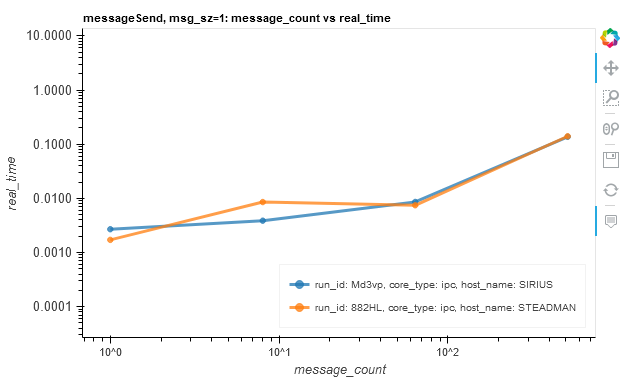 messageSend, msg_sz=1: message_count vs real_time
10.0000
1.0000
0.1000
0.0100
0.0010
0.0001
real_time
run_id: Md3vp, core_type: ipc, host_name: SIRIUS
run_id: 882HL, core_type: ipc, host_name: STEADMAN
10^0
10^1
10^2
message_count